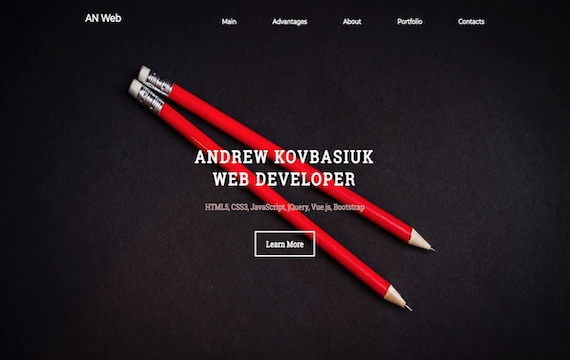 AN Web
Main Advantages About Portfolio Contacts
ANDREW KOVBASIUK
WEB DEVELOPER
HTML5, CSS3, JavaScript, jQuery, Vue.js, Bootstrap
Learn More